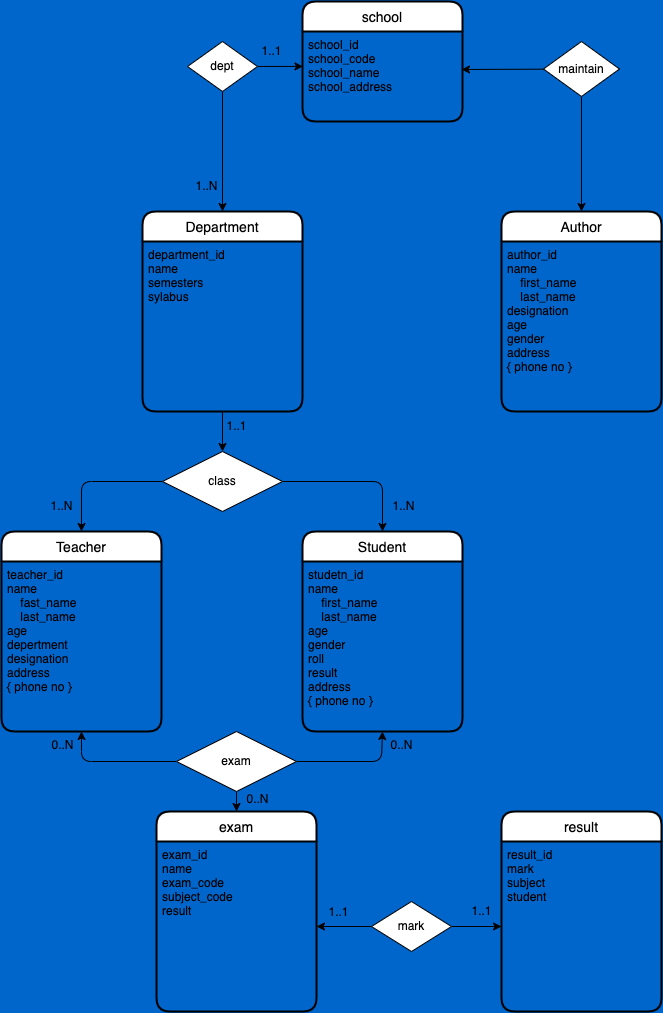 school
school_id
school_code
school_name
school_address
dept
1..1
maintain
1..N
Department
department_id
name
semesters
sylabus
Author
author_id
name
first_name
last_name
designation
age
gender
address
{ phone no }
1..1
class
1..N
1..N
Teacher
teacher_id
name
fast_name
last_name
age
depertment
designation
address
{ phone no }
Student
studetn_id
name
first_name
last_name
age
gender
roll
result
address
{ phone no }
0..N
exam
0..N
0..N
exam
exam_id
name
exam_code
subject_code
result
1..1
mark
1..1
result
result_id
mark
subject
student